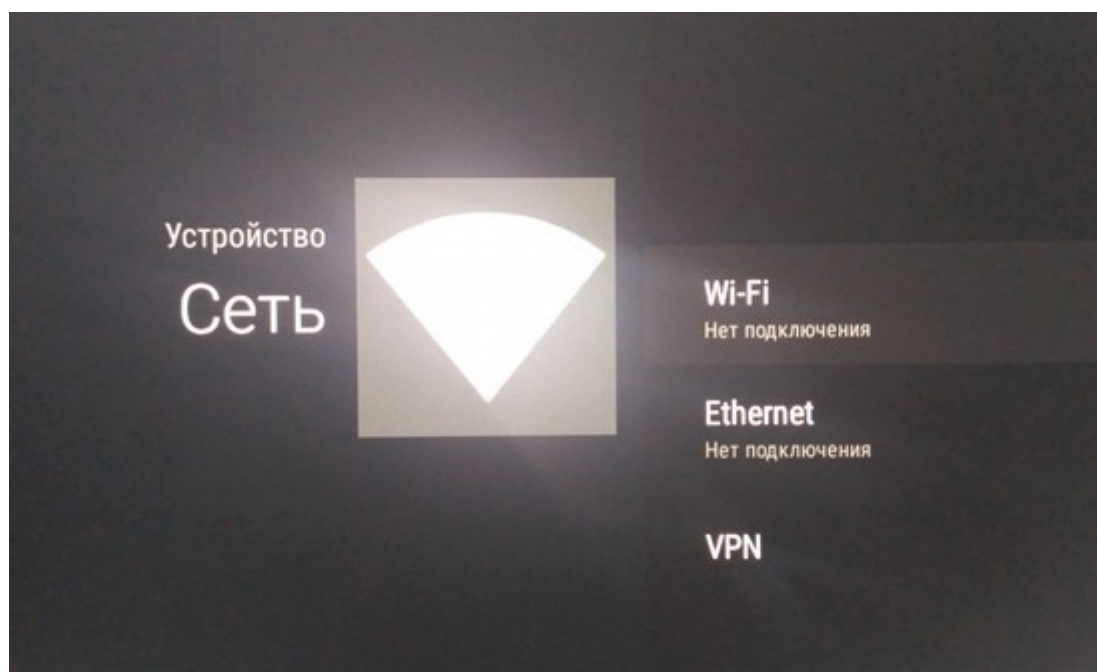 Устройство
Сеть
Wi-Fi
Нет подключения
Ethernet
Нет подключения
VPN